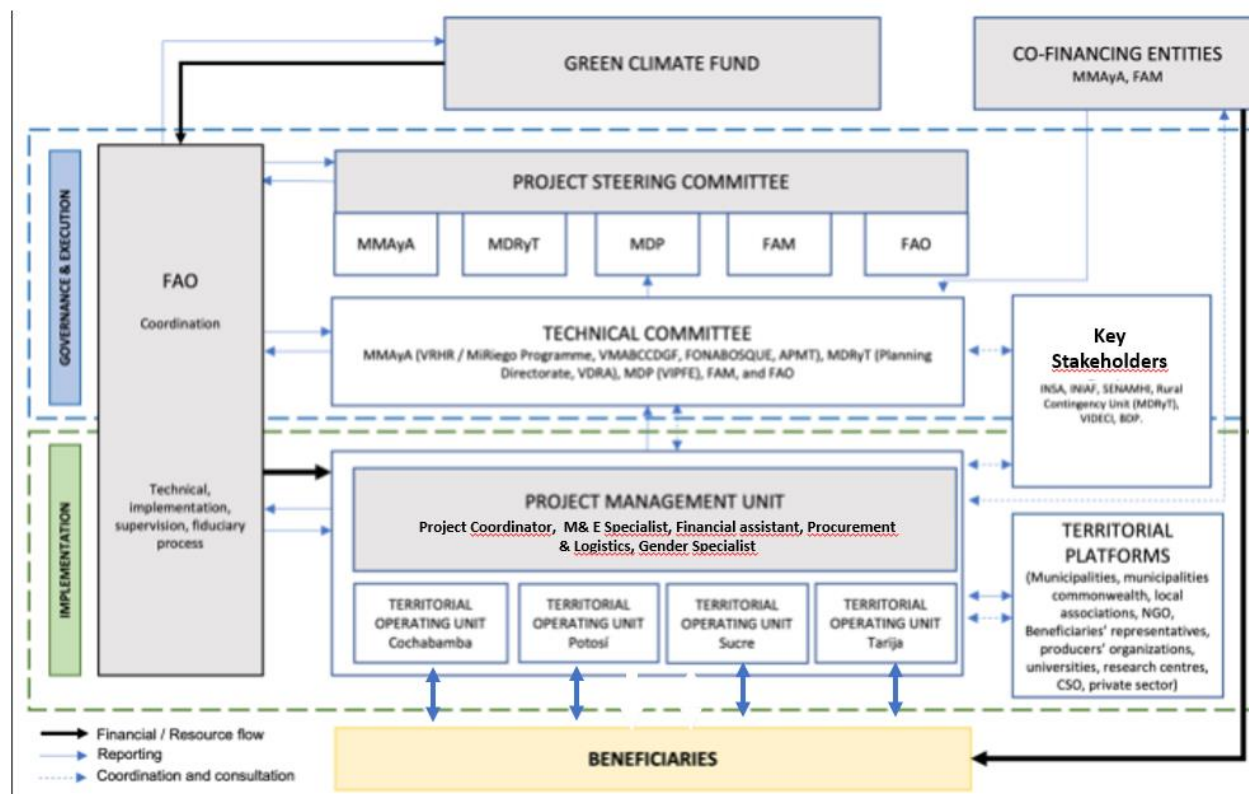 GREEN CLIMATE FUND
CO-FINANCING ENTITIES
MMAyA, FAM
GOVERNANCE & EXECUTION
FAO
Coordination
PROJECT STEERING COMMITTEE
MMAyA
MDRyT
MDP
FAM
FAO
TECHNICAL COMMITTEE
MMAyA (VRHR / MiRiego Programme, VMABCCDGF, FONABOSQUE, APMT), MDRyT (Planning
Directorate, VDRA), MDP (VIPFE), FAM, and FAO
Key
Stakeholders
INSA, INIAF, SENAMHI, Rural
Contingency Unit (MDRyT),
VIDECI, BDP.
IMPLEMENTATION
Technical,
implementation,
supervision, fiduciary
process
PROJECT MANAGEMENT UNIT
Project Coordinator, M& E Specialist, Financial assistant, Procurement
& Logistics, Gender Specialist
TERRITORIAL
OPERATING UNIT
Cochabamba
TERRITORIAL
OPERATING UNIT
Potosí
TERRITORIAL
OPERATING UNIT
Sucre
TERRITORIAL
OPERATING UNIT
Tarija
TERRITORIAL
PLATFORMS
(Municipalities, municipalities
commonwealth, local
associations, NGO,
Beneficiaries' representatives,
producers' organizations,
universities, research centres,
CSO, private sector)
Financial / Resource flow
Reporting
Coordination and consultation
BENEFICIARIES